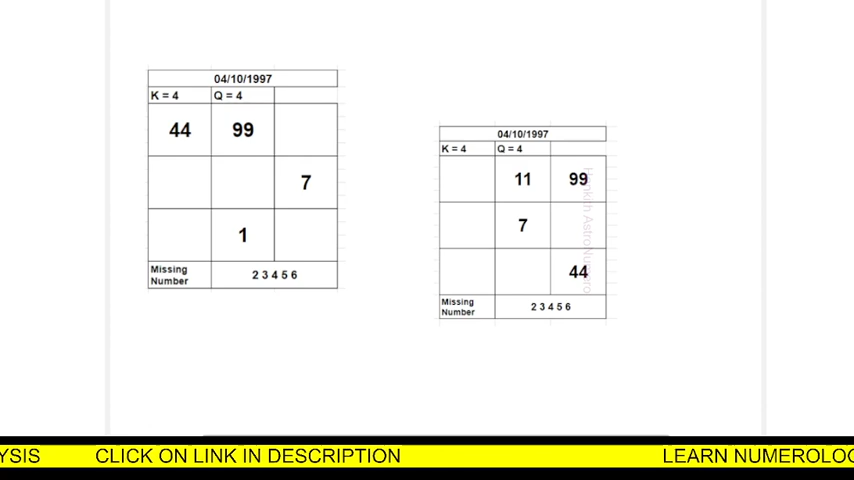 04/10/1997
K = 4 Q = 4
44 99
7
1
Missing Number 2 3 4 5 6
04/10/1997
K = 4 Q = 4
11 99
7
44
Missing Number 2 3 4 5 6
AstroNumero
YSIS CLICK ON LINK IN DESCRIPTION LEARN NUMEROLOG